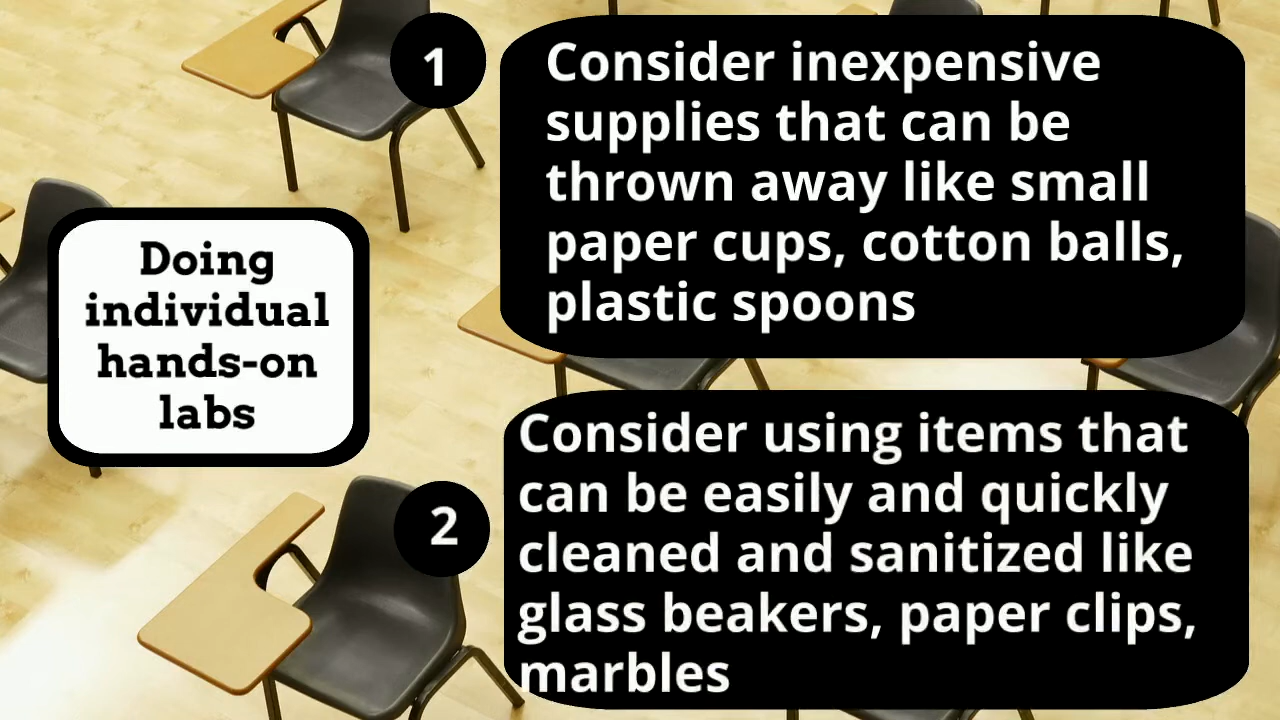 Doing
individual
hands-on
labs
1
Consider inexpensive
supplies that can be
thrown away like small
paper cups, cotton balls,
plastic spoons
2
Consider using items that
can be easily and quickly
cleaned and sanitized like
glass beakers, paper clips,
marbles